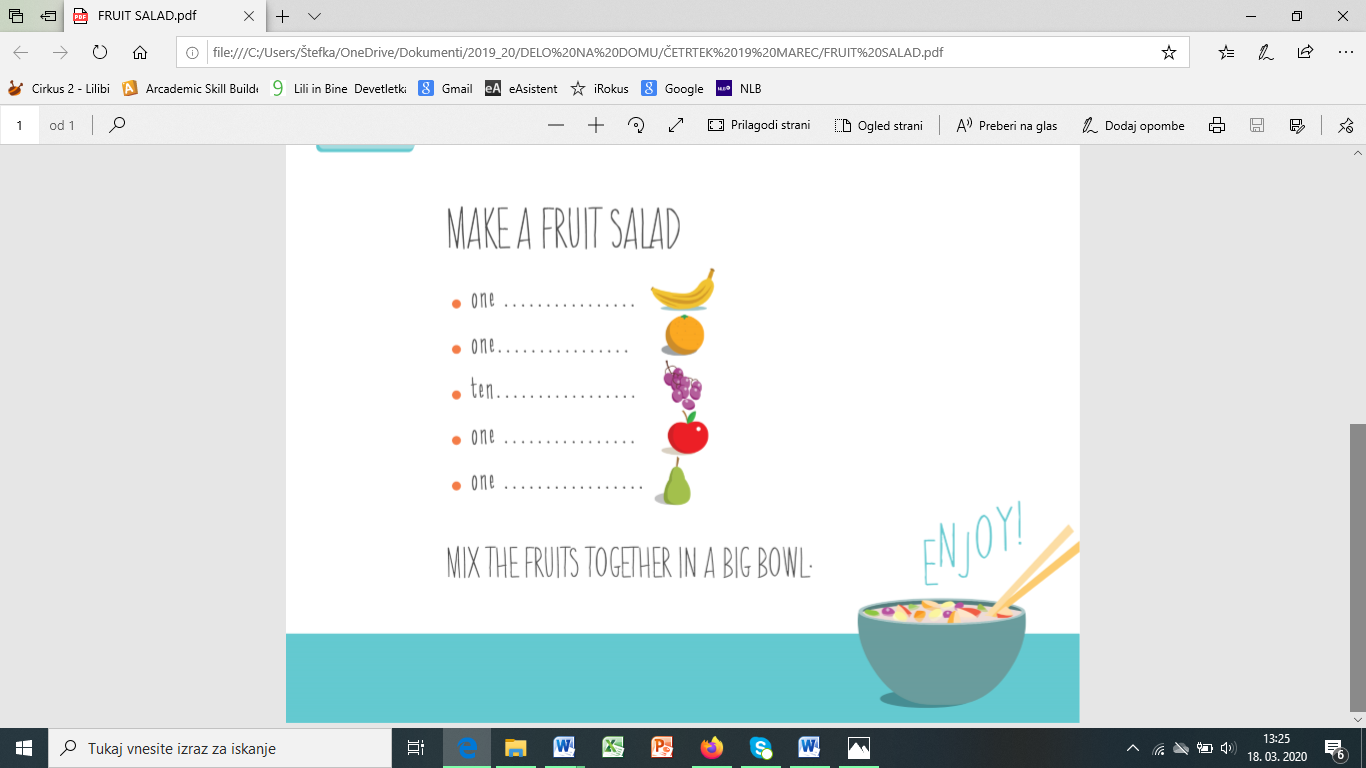 FRUIT SALAD.pdf
file:///C:/Users/Štefka/OneDrive/Dokumenti/2019_20/DELO%20NA%20DOMU/ČETRTEK%2019%20MAREC/FRUIT%20SALAD.pdf
Cirkus 2 - Lilibi Arcademic Skill Builde Lili in Bine Devetletka Gmail eAsistent iRokus Google NLB
1 od 1 Prilagodi strani Ogled strani Preberi na glas Dodaj opombe
MAKE A FRUIT SALAD
one ................
one................
ten.................
one ................
one .................
ENJOY!
MIX THE FRUITS TOGETHER IN A BIG BOWL.
Tukaj vnesite izraz za iskanje
13:25
18. 03. 2020
6